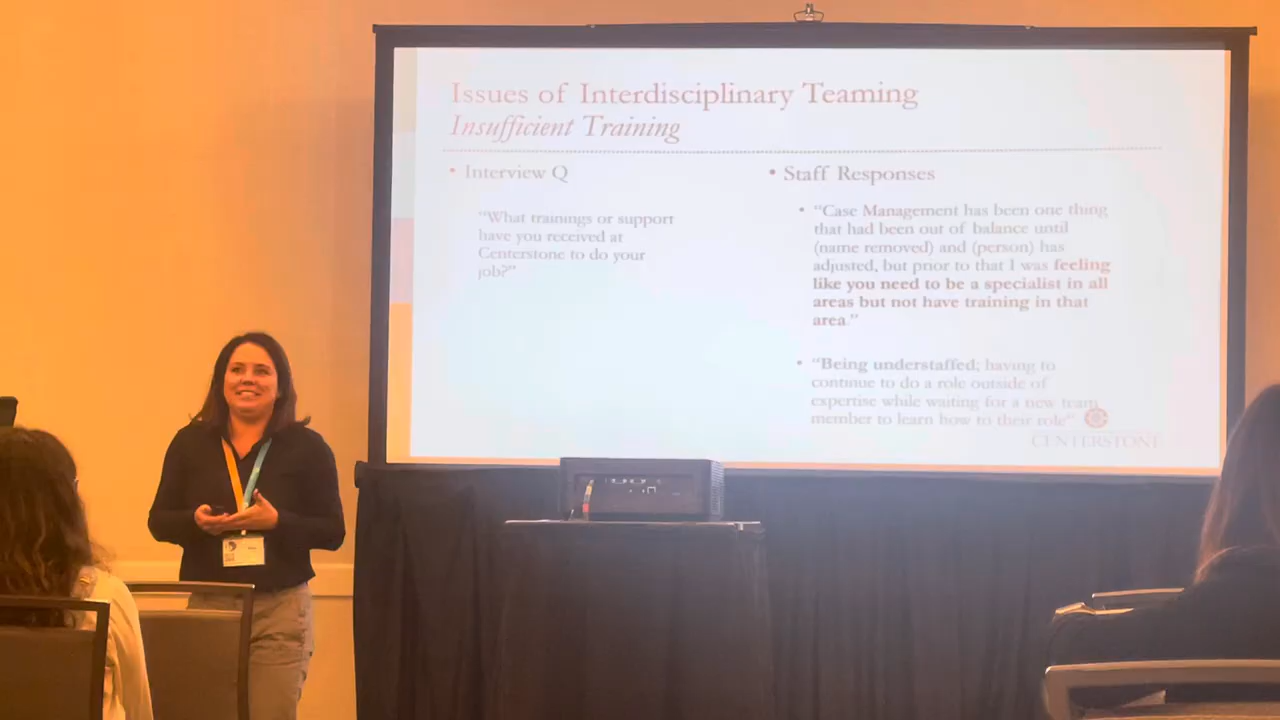 Issues of Interdisciplinary Teaming
Insufficient Training
• Interview Q
“What trainings or support
have you received at
Centerstone to do your
job?”
• Staff Responses
• “Case Management has been one thing
that had been out of balance until
(name removed) and (person) has
adjusted, but prior to that I was feeling
like you need to be a specialist in all
areas but not have training in that
area.”
• “Being understaffed; having to
continue to do a role outside of
expertise while waiting for a new team
member to learn how to their role”
CENTERSTONE